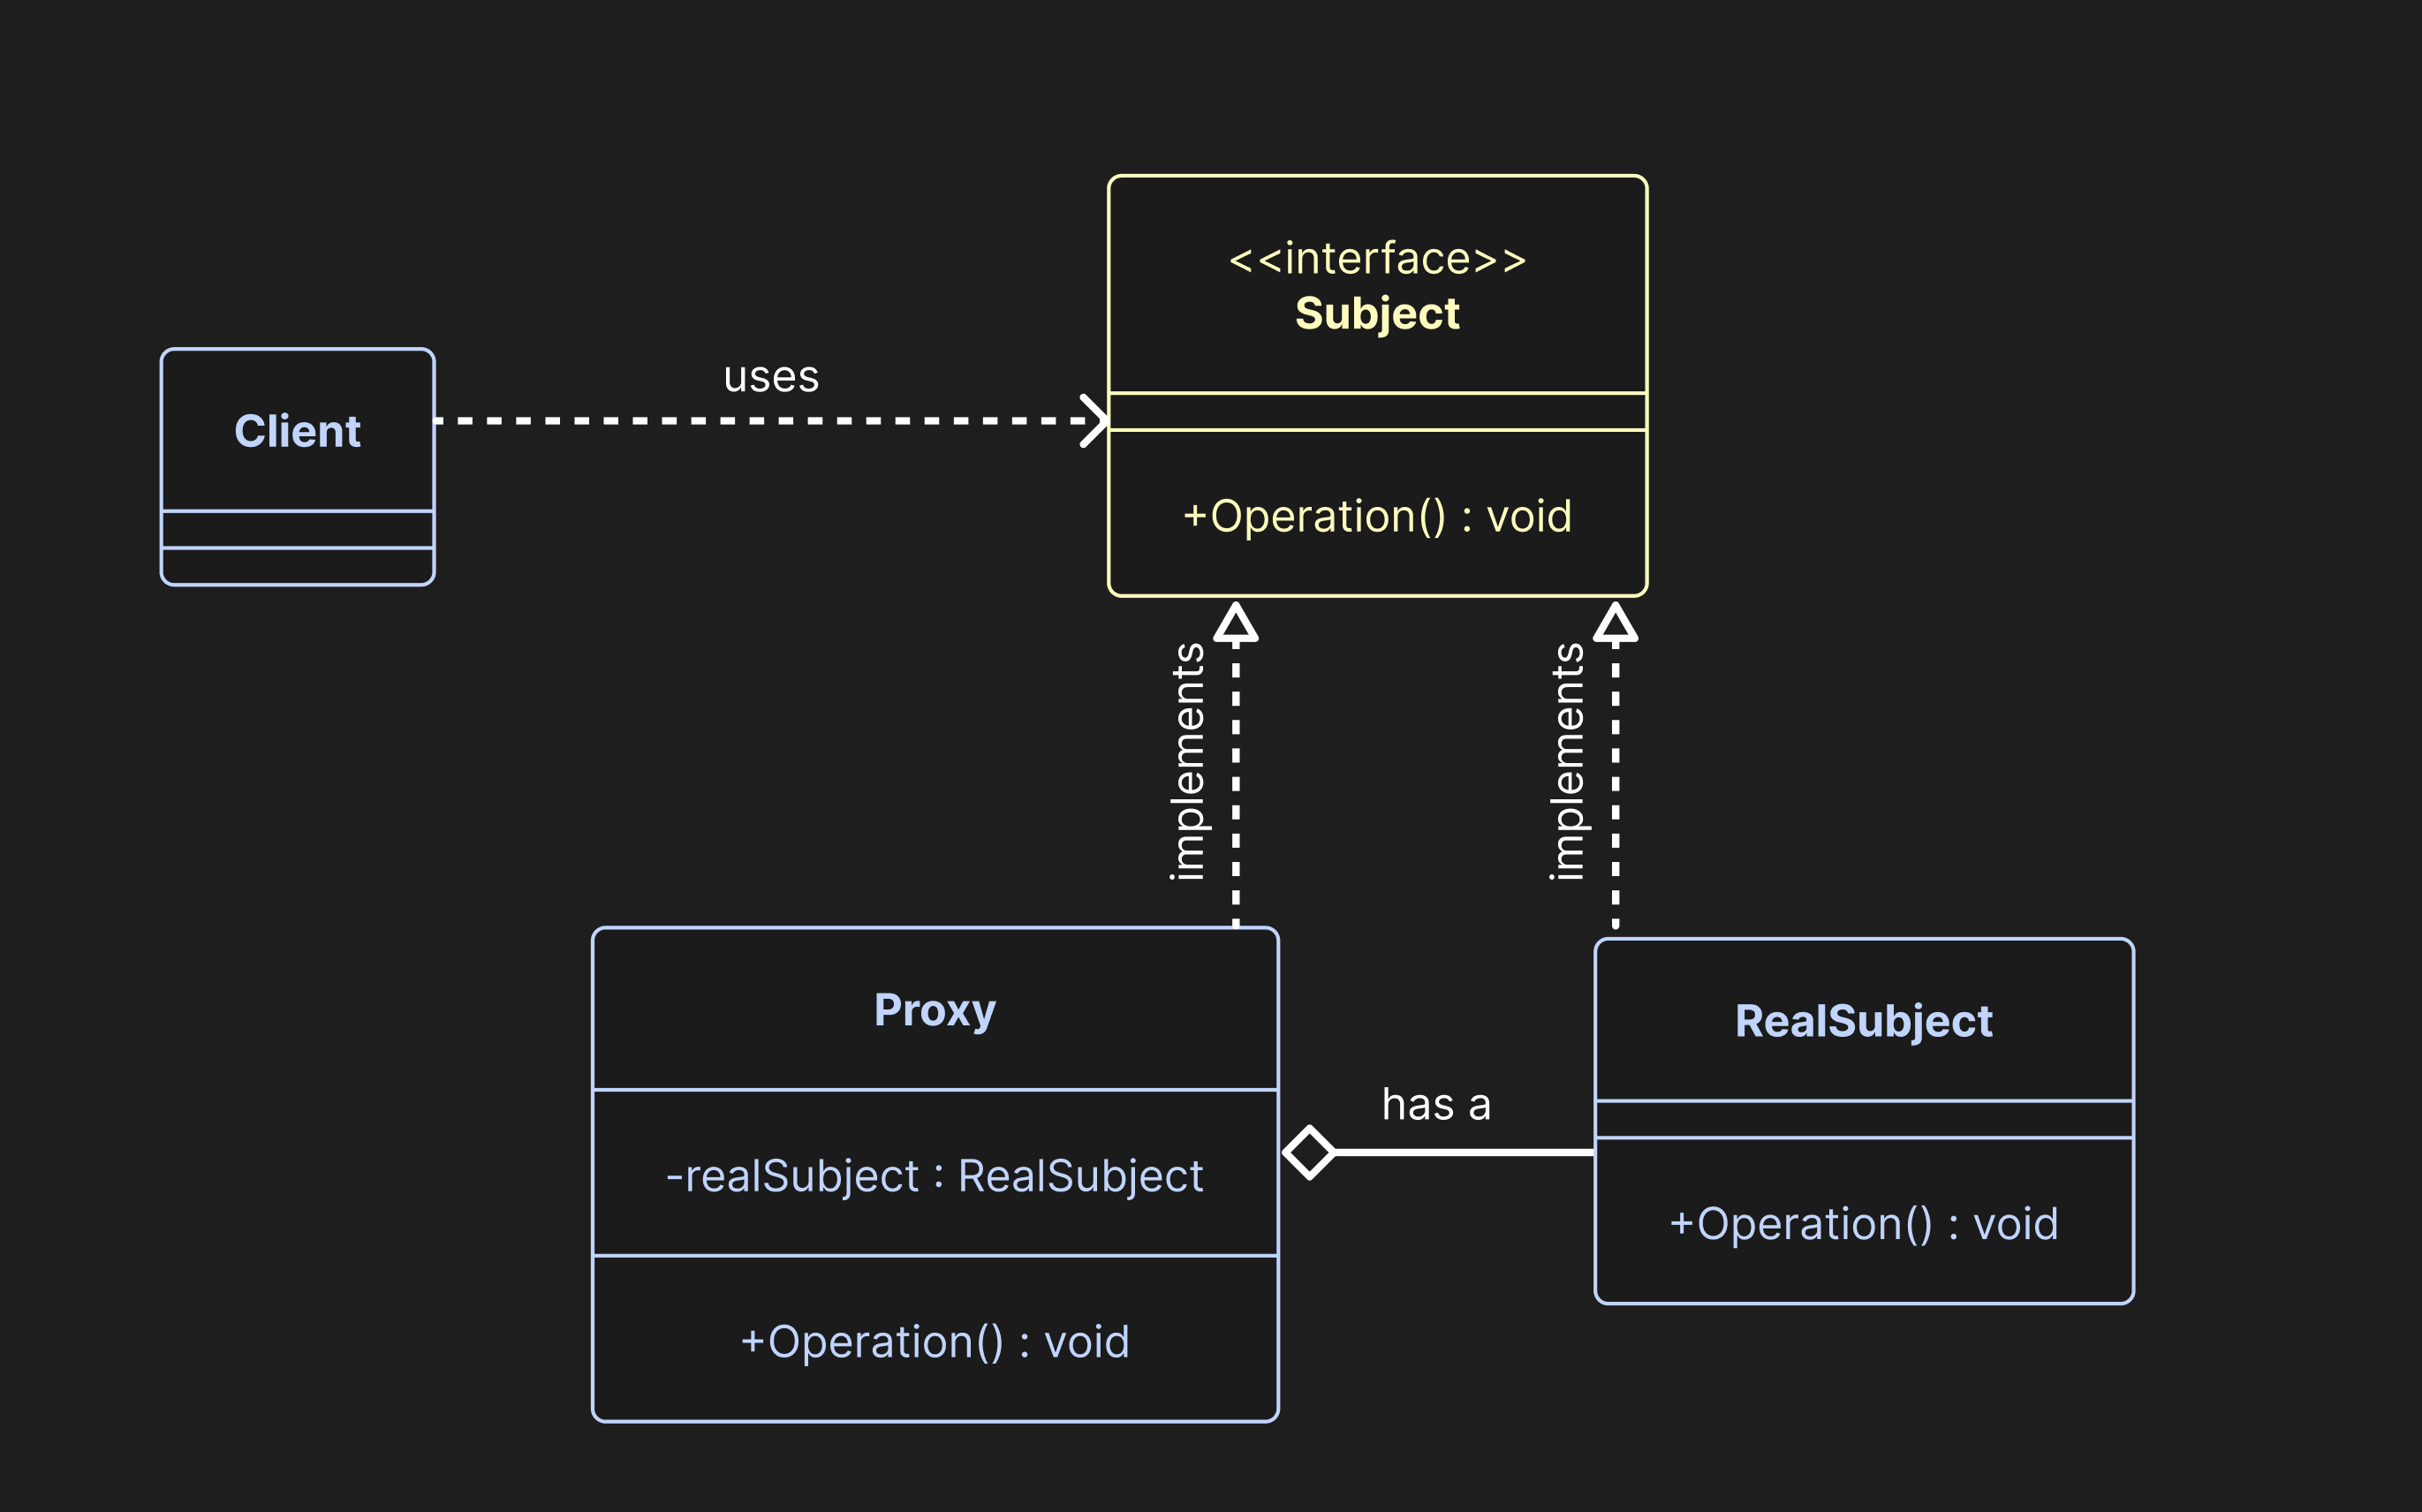 <<interface>>
Subject
uses
Client
+Operation() : void
implements
implements
Proxy
RealSubject
has a
-realSubject : RealSubject
+Operation() : void
+Operation() : void